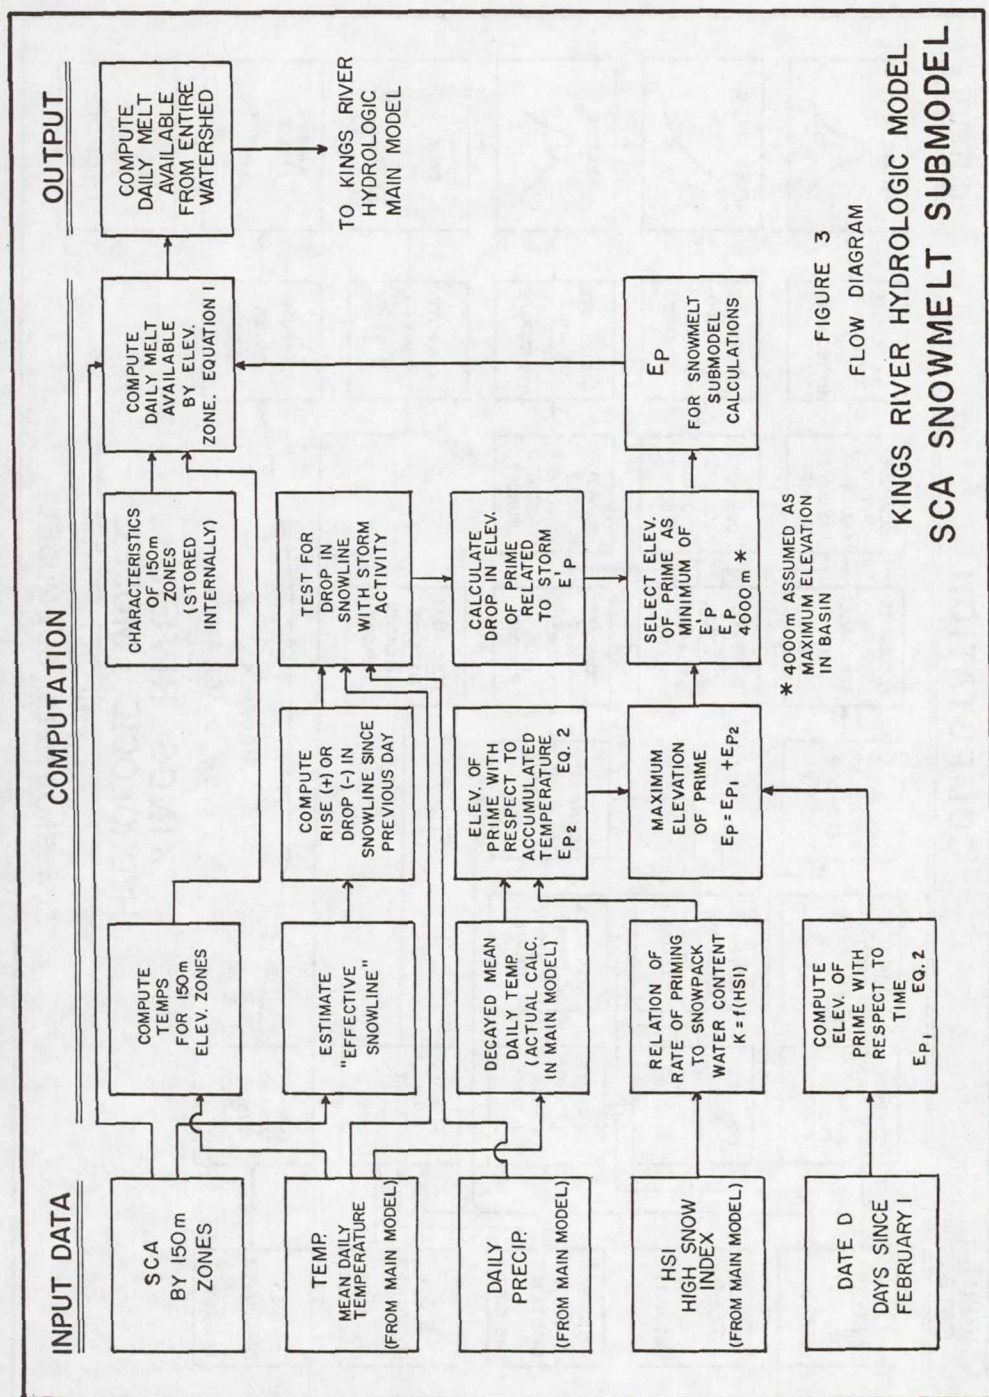 INPUT DATA
COMPUTATION
OUTPUT
SCA
BY 150m
ZONES
TEMP.
MEAN DAILY
TEMPERATURE
(FROM MAIN MODEL)
DAILY
PRECIP.
(FROM MAIN MODEL)
HSI
HIGH SNOW
INDEX
(FROM MAIN MODEL)
DATE D
DAYS SINCE
FEBRUARY 1
COMPUTE
TEMPS
FOR 150m
ELEV. ZONES
ESTIMATE
"EFFECTIVE
SNOWLINE"
DECAYED MEAN
DAILY TEMP.
(ACTUAL CALC.
IN MAIN MODEL)
RELATION OF
RATE OF PRIMING
TO SNOWPACK
WATER CONTENT
K = f(HSI)
COMPUTE
ELEV. OF
PRIME WITH
RESPECT TO
TIME
EP1 EQ. 2
COMPUTE
RISE (+) OR
DROP (-) IN
SNOWLINE SINCE
PREVIOUS DAY
ELEV. OF
PRIME WITH
RESPECT TO
ACCUMULATED
TEMPERATURE
EP2 EQ. 2
MAXIMUM
ELEVATION
OF PRIME
EP = EP1 + EP2
CHARACTERISTICS
OF 150m
ZONES
(STORED
INTERNALLY)
TEST FOR
DROP IN
SNOWLINE
WITH STORM
ACTIVITY
CALCULATE
DROP IN ELEV.
OF PRIME
RELATED
TO STORM
E'P
SELECT ELEV.
OF PRIME AS
MINIMUM OF
E'P
EP
4000 m *
* 4000 m ASSUMED AS
MAXIMUM ELEVATION
IN BASIN
COMPUTE
DAILY MELT
AVAILABLE
BY ELEV.
ZONE. EQUATION 1
EP
FOR SNOWMELT
SUBMODEL
CALCULATIONS
COMPUTE
DAILY MELT
AVAILABLE
FROM ENTIRE
WATERSHED
TO KINGS RIVER
HYDROLOGIC
MAIN MODEL
FIGURE 3
FLOW DIAGRAM
KINGS RIVER HYDROLOGIC MODEL
SCA SNOWMELT SUBMODEL